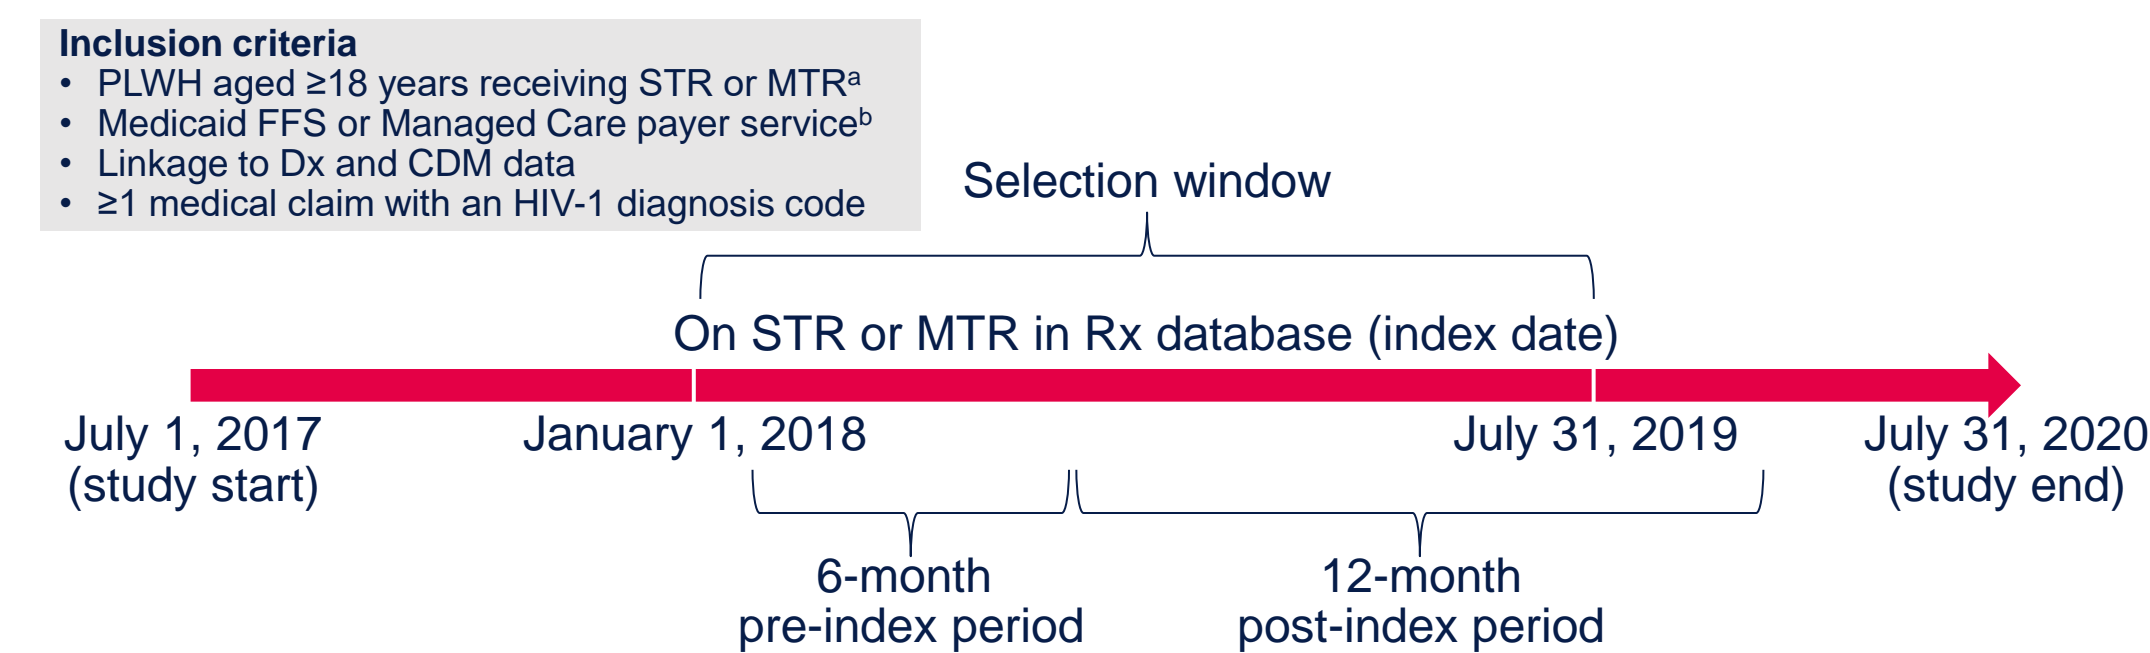 Inclusion criteria
• PLWH aged ≥18 years receiving STR or MTRᵃ
• Medicaid FFS or Managed Care payer serviceᵇ
• Linkage to Dx and CDM data
• ≥1 medical claim with an HIV-1 diagnosis code
Selection window
On STR or MTR in Rx database (index date)
July 1, 2017
(study start)
January 1, 2018
July 31, 2019
July 31, 2020
(study end)
6-month
pre-index period
12-month
post-index period